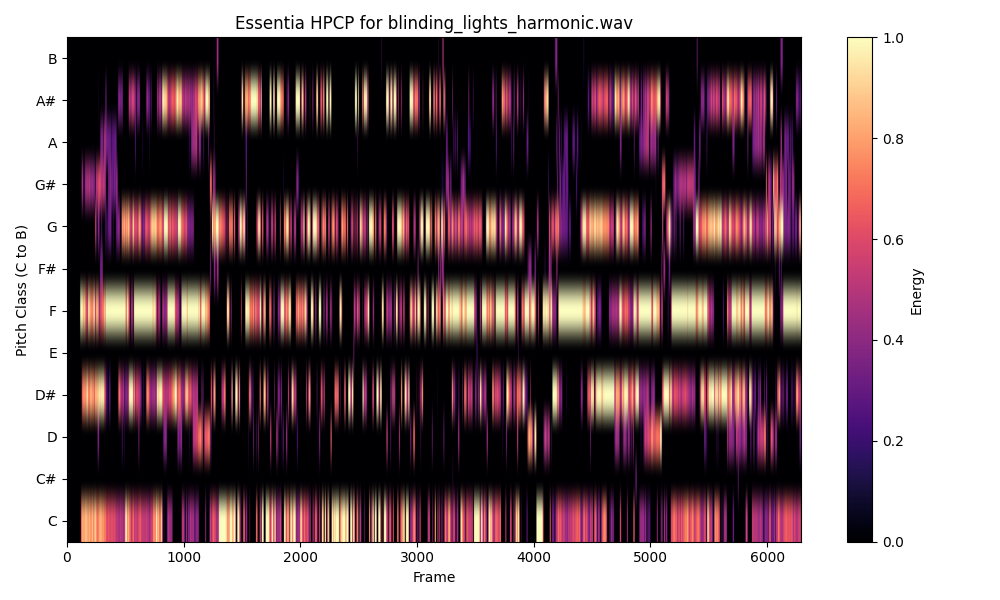 Essentia HPCP for blinding_lights_harmonic.wav
Pitch Class (C to B)
B
A#
A
G#
G
F#
F
E
D#
D
C#
C
0 1000 2000 3000 4000 5000 6000
Frame
1.0
0.8
0.6
0.4
0.2
0.0
Energy